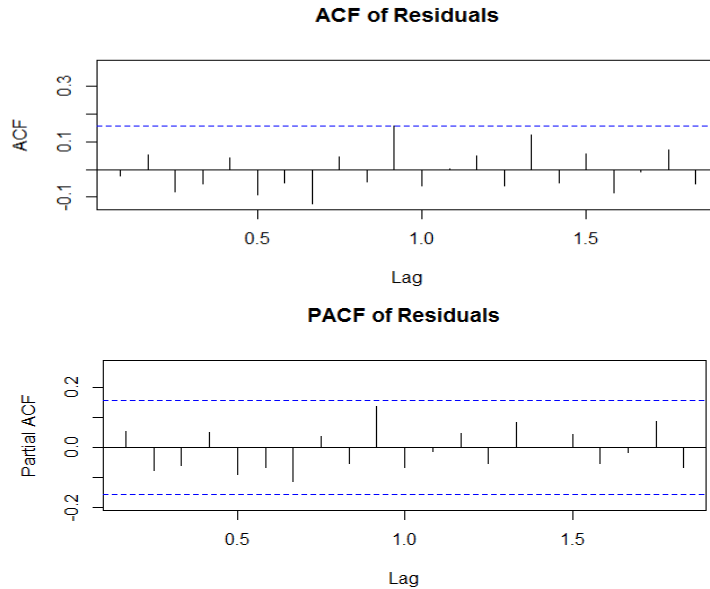 ACF of Residuals
0.3
0.1
-0.1
ACF
0.5 1.0 1.5
Lag
PACF of Residuals
0.2
0.0
-0.2
Partial ACF
0.5 1.0 1.5
Lag